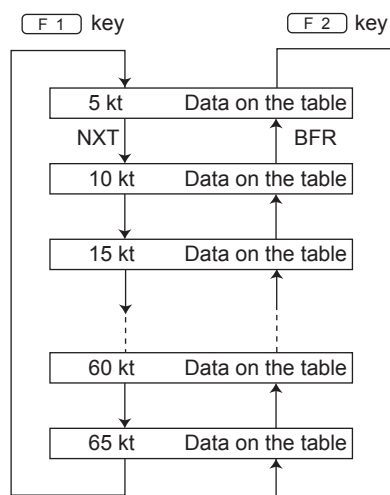 F 1 key F 2 key
5 kt Data on the table
NXT BFR
10 kt Data on the table
15 kt Data on the table
60 kt Data on the table
65 kt Data on the table